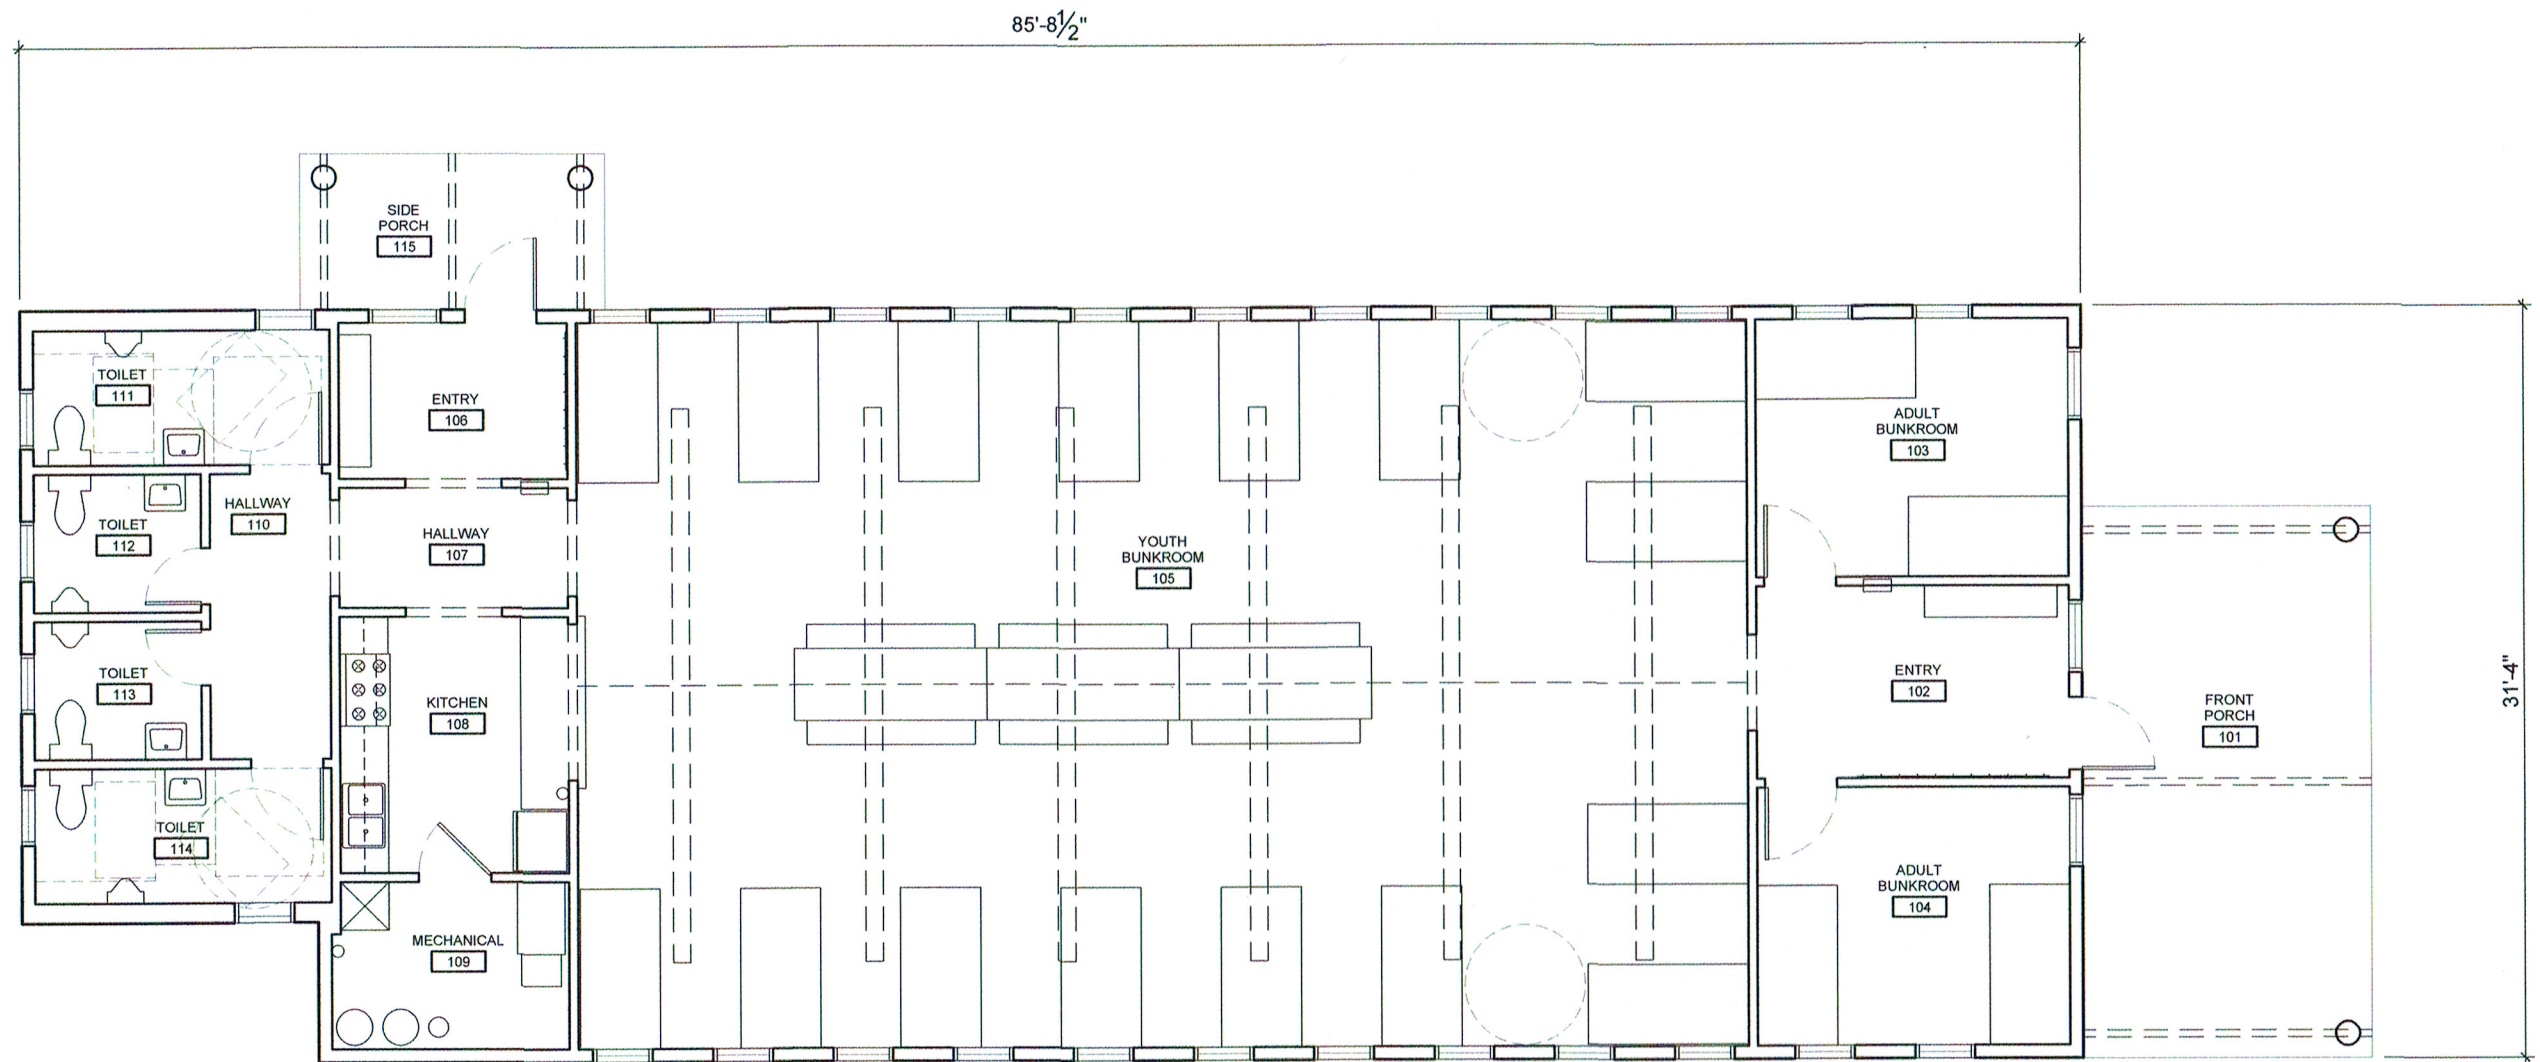 85'-8½"
SIDE
PORCH
115
TOILET
111
ENTRY
106
ADULT
BUNKROOM
103
HALLWAY
110
TOILET
112
HALLWAY
107
YOUTH
BUNKROOM
105
TOILET
113
KITCHEN
108
ENTRY
102
FRONT
PORCH
101
31'-4"
TOILET
114
ADULT
BUNKROOM
104
MECHANICAL
109